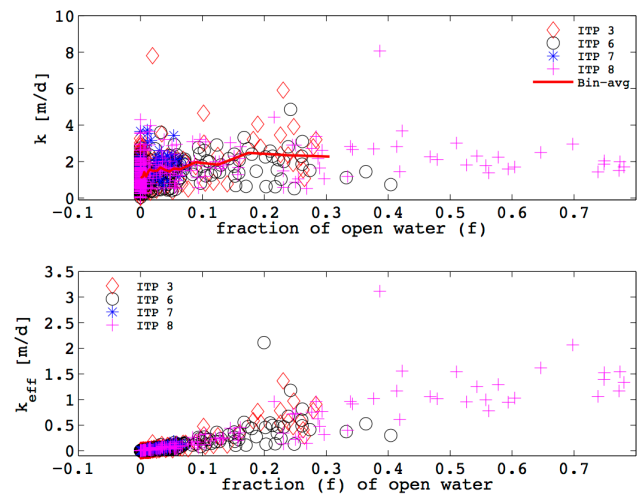 10
8
6
4
2
0
k [m/d]
ITP 3
ITP 6
ITP 7
ITP 8
Bin-avg
-0.1 0 0.1 0.2 0.3 0.4 0.5 0.6 0.7
fraction of open water (f)
3.5
3
2.5
2
1.5
1
0.5
0
keff [m/d]
ITP 3
ITP 6
ITP 7
ITP 8
-0.1 0 0.1 0.2 0.3 0.4 0.5 0.6 0.7
fraction (f) of open water